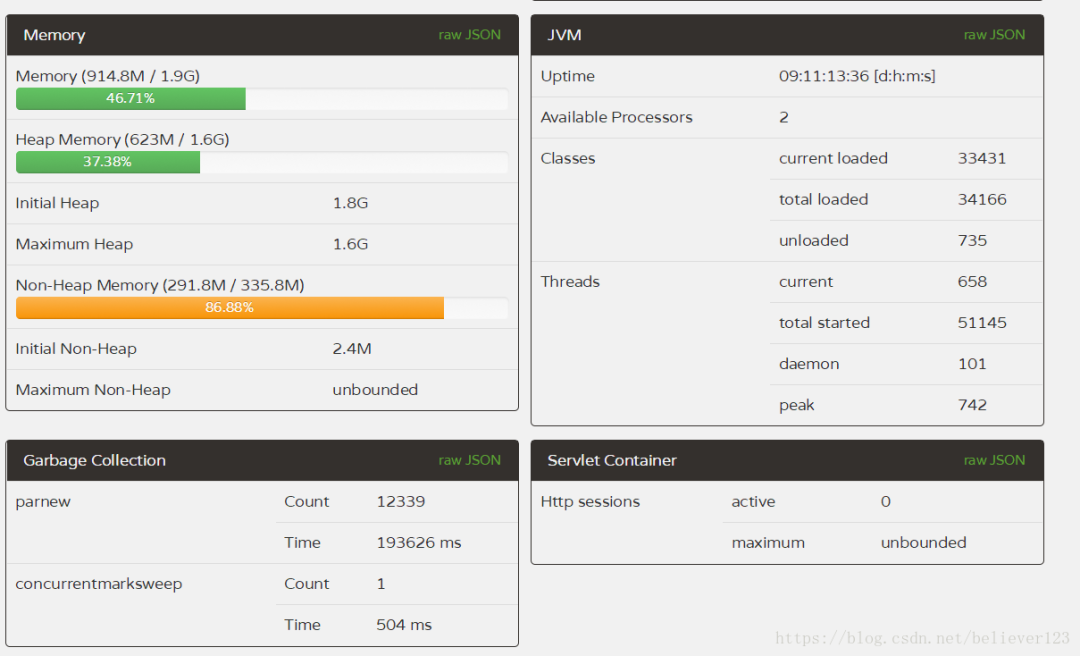 Memory raw JSON
Memory (914.8M / 1.9G)
46.71%
Heap Memory (623M / 1.6G)
37.38%
Initial Heap 1.8G
Maximum Heap 1.6G
Non-Heap Memory (291.8M / 335.8M)
86.88%
Initial Non-Heap 2.4M
Maximum Non-Heap unbounded
JVM raw JSON
Uptime 09:11:13:36 [d:h:m:s]
Available Processors 2
Classes current loaded 33431
total loaded 34166
unloaded 735
Threads current 658
total started 51145
daemon 101
peak 742
Garbage Collection raw JSON
parnew Count 12339
Time 193626 ms
concurrentmarksweep Count 1
Time 504 ms
Servlet Container raw JSON
Http sessions active 0
maximum unbounded
https://blog.csdn.net/believer123